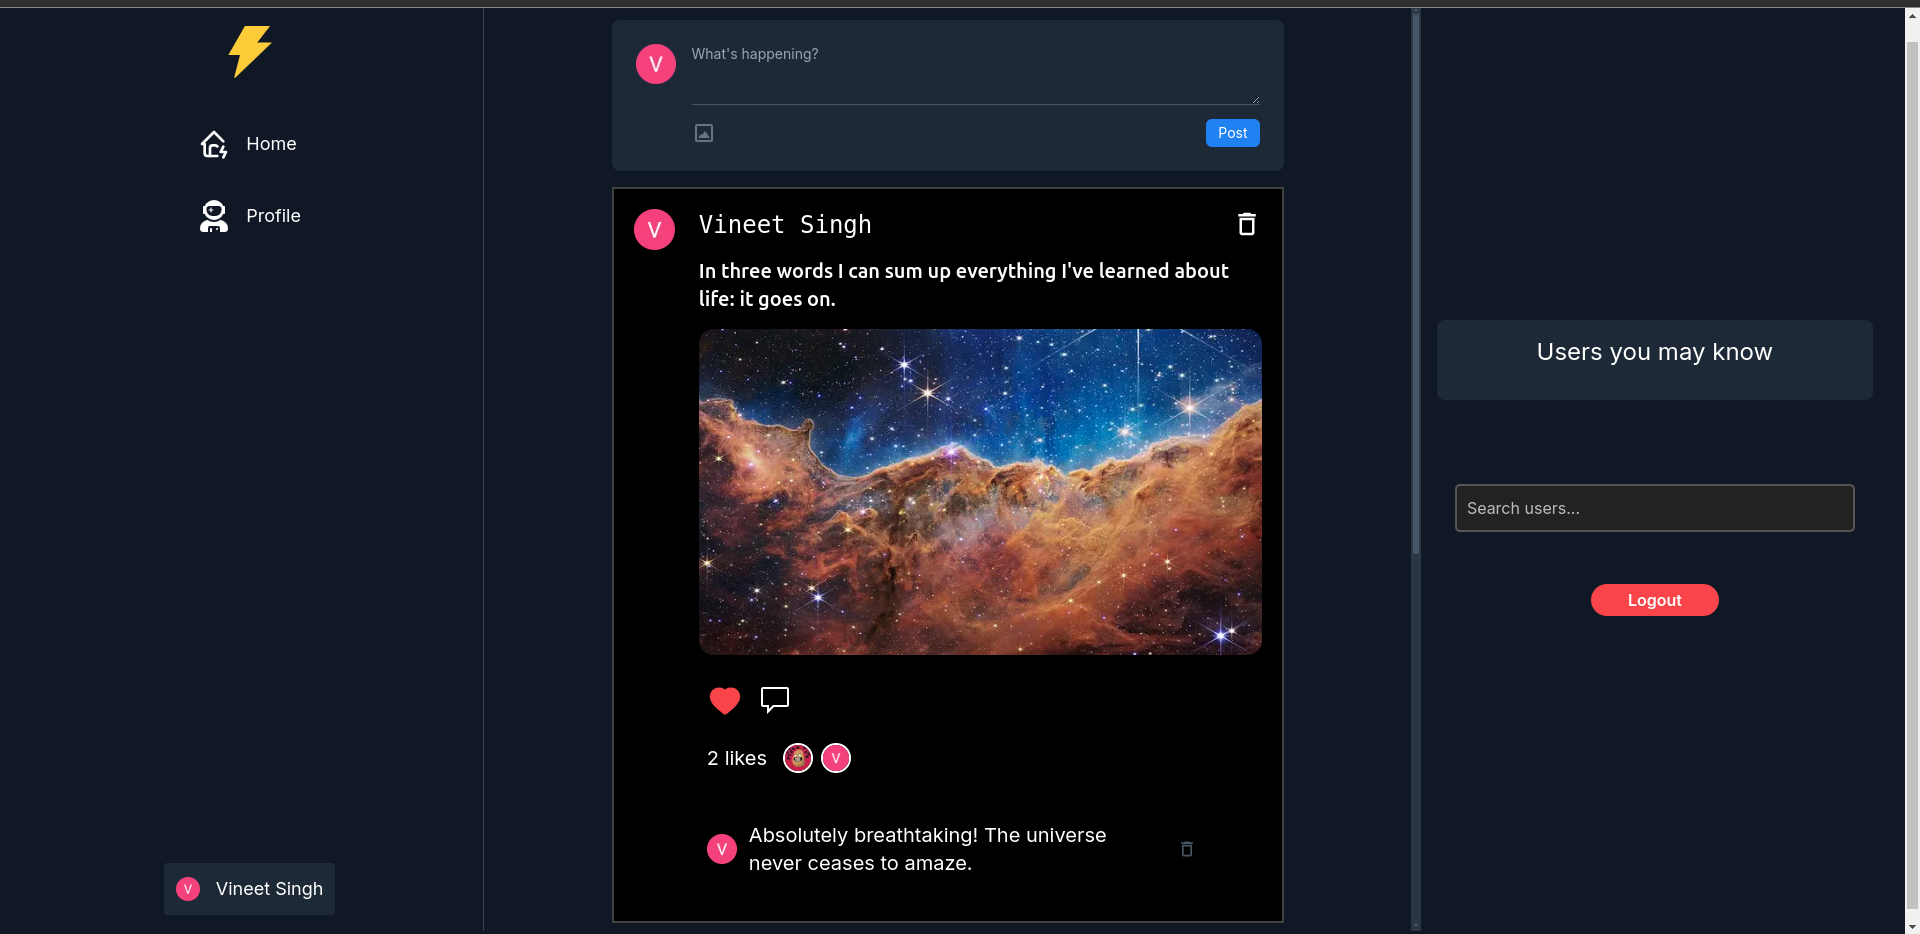 Home
Profile
V Vineet Singh
V What's happening?
Post
V Vineet Singh
In three words I can sum up everything I've learned about
life: it goes on.
2 likes V
V Absolutely breathtaking! The universe
never ceases to amaze.
Users you may know
Search users...
Logout